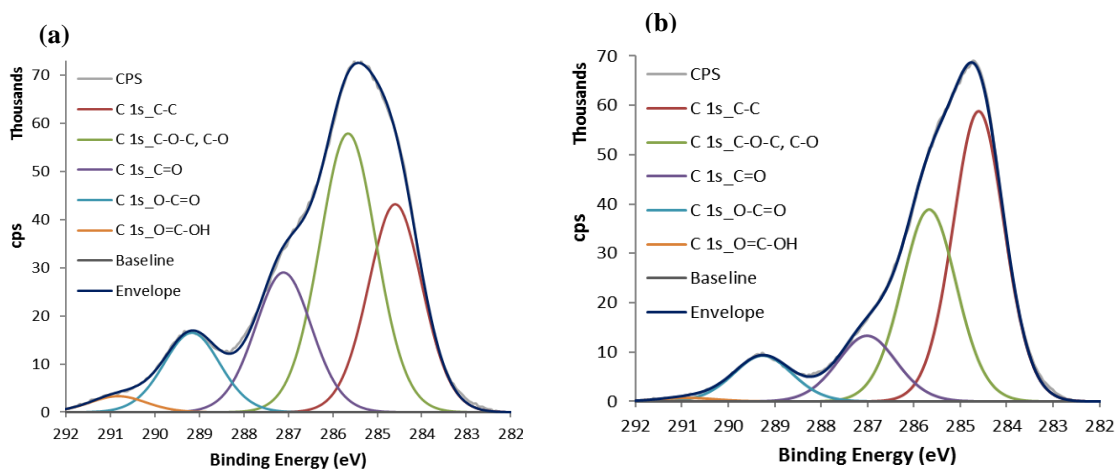 (a)
Thousands
cps
70
60
50
40
30
20
10
0
CPS
C 1s_C-C
C 1s_C-O-C, C-O
C 1s_C=O
C 1s_O-C=O
C 1s_O=C-OH
Baseline
Envelope
292 291 290 289 288 287 286 285 284 283 282
Binding Energy (eV)
(b)
Thousands
cps
70
60
50
40
30
20
10
0
CPS
C 1s_C-C
C 1s_C-O-C, C-O
C 1s_C=O
C 1s_O-C=O
C 1s_O=C-OH
Baseline
Envelope
292 291 290 289 288 287 286 285 284 283 282
Binding Energy (eV)